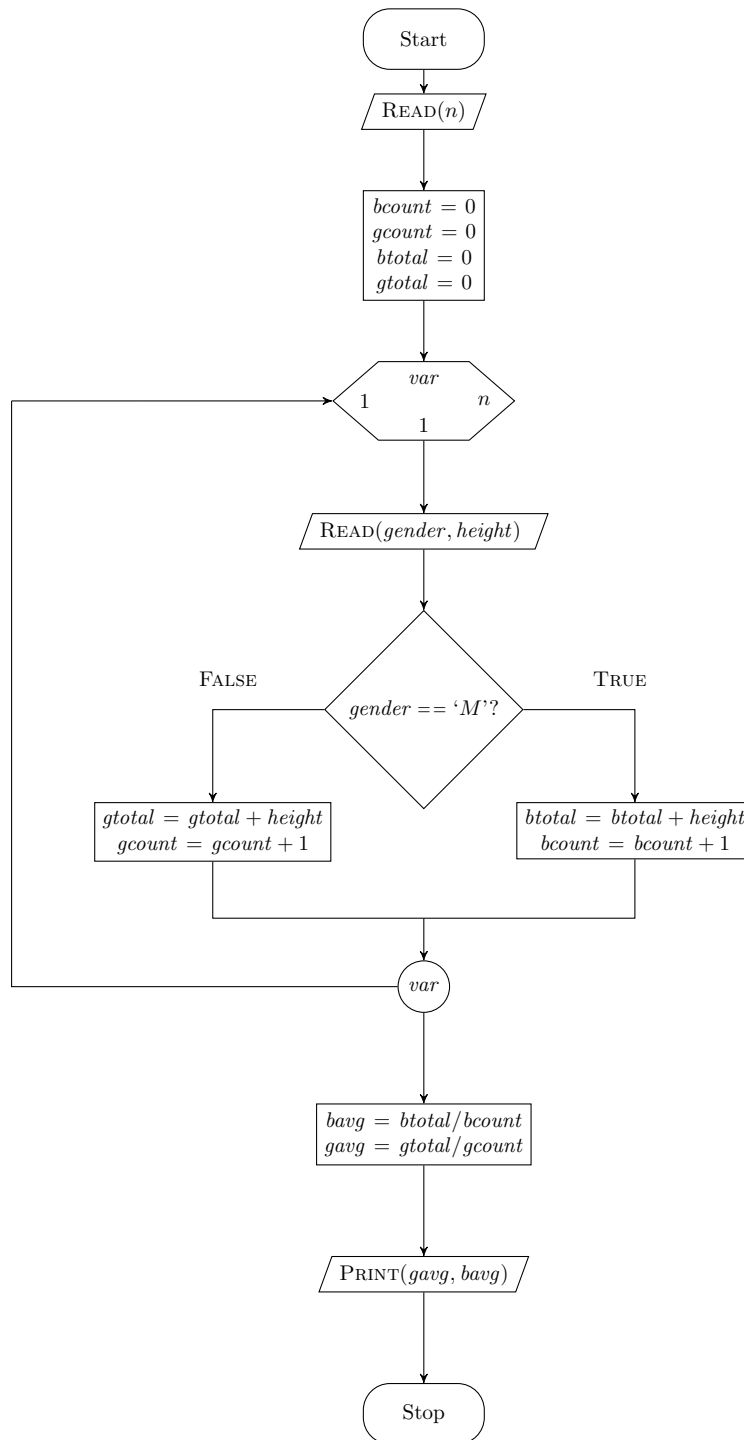 Start
READ(n)
bcount = 0
gcount = 0
btotal = 0
gtotal = 0
var
1 n
1
READ(gender, height)
FALSE
TRUE
gender == ‘M’?
gtotal = gtotal + height
gcount = gcount + 1
btotal = btotal + height
bcount = bcount + 1
var
bavg = btotal/bcount
gavg = gtotal/gcount
PRINT(gavg, bavg)
Stop